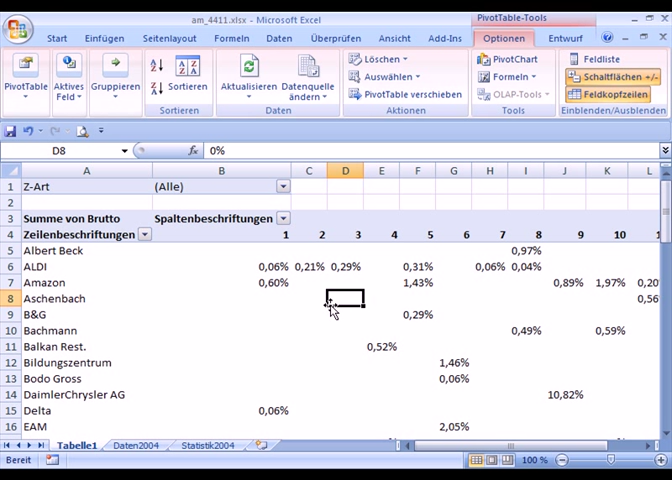 am_4411.xlsx - Microsoft Excel
PivotTable-Tools
Start Einfügen Seitenlayout Formeln Daten Überprüfen Ansicht Add-Ins Optionen Entwurf
PivotTable
Aktives Feld
Gruppieren
Sortieren
Sortieren
Aktualisieren
Datenquelle ändern
Daten
Löschen
Auswählen
PivotTable verschieben
Aktionen
PivotChart
Formeln
OLAP-Tools
Tools
Feldliste
Schaltflächen +/-
Feldkopfzeilen
Einblenden/Ausblenden
D8 fx 0%
A B C D E F G H I J K L
1 Z-Art (Alle)
2
3 Summe von Brutto Spaltenbeschriftungen
4 Zeilenbeschriftungen 1 2 3 4 5 6 7 8 9 10 1
5 Albert Beck 0,97%
6 ALDI 0,06% 0,21% 0,29% 0,31% 0,06% 0,04%
7 Amazon 0,60% 1,43% 0,89% 1,97% 0,20
8 Aschenbach 0,56
9 B&G 0,29%
10 Bachmann 0,49% 0,59%
11 Balkan Rest. 0,52%
12 Bildungszentrum 1,46%
13 Bodo Gross 0,06%
14 DaimlerChrysler AG 10,82%
15 Delta 0,06%
16 EAM 2,05%
Tabelle1 Daten2004 Statistik2004
Bereit 100 %